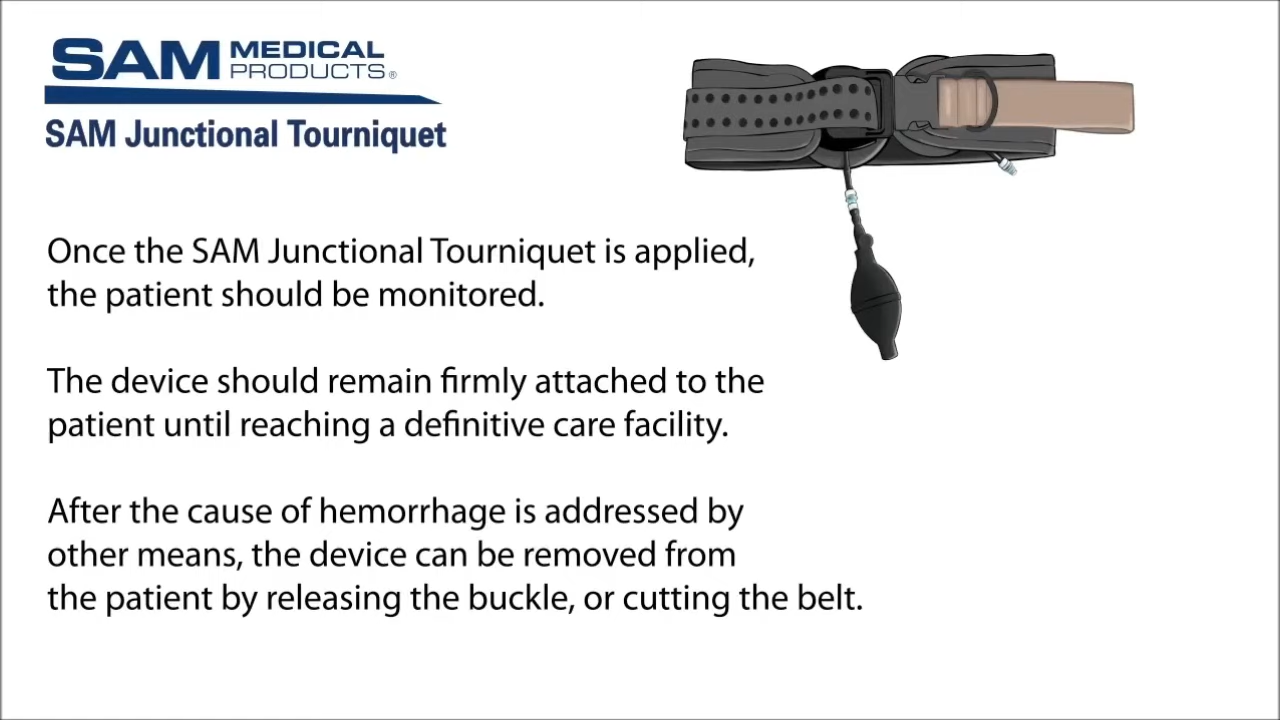 SAM MEDICAL
PRODUCTS®
SAM Junctional Tourniquet
Once the SAM Junctional Tourniquet is applied,
the patient should be monitored.
The device should remain firmly attached to the
patient until reaching a definitive care facility.
After the cause of hemorrhage is addressed by
other means, the device can be removed from
the patient by releasing the buckle, or cutting the belt.